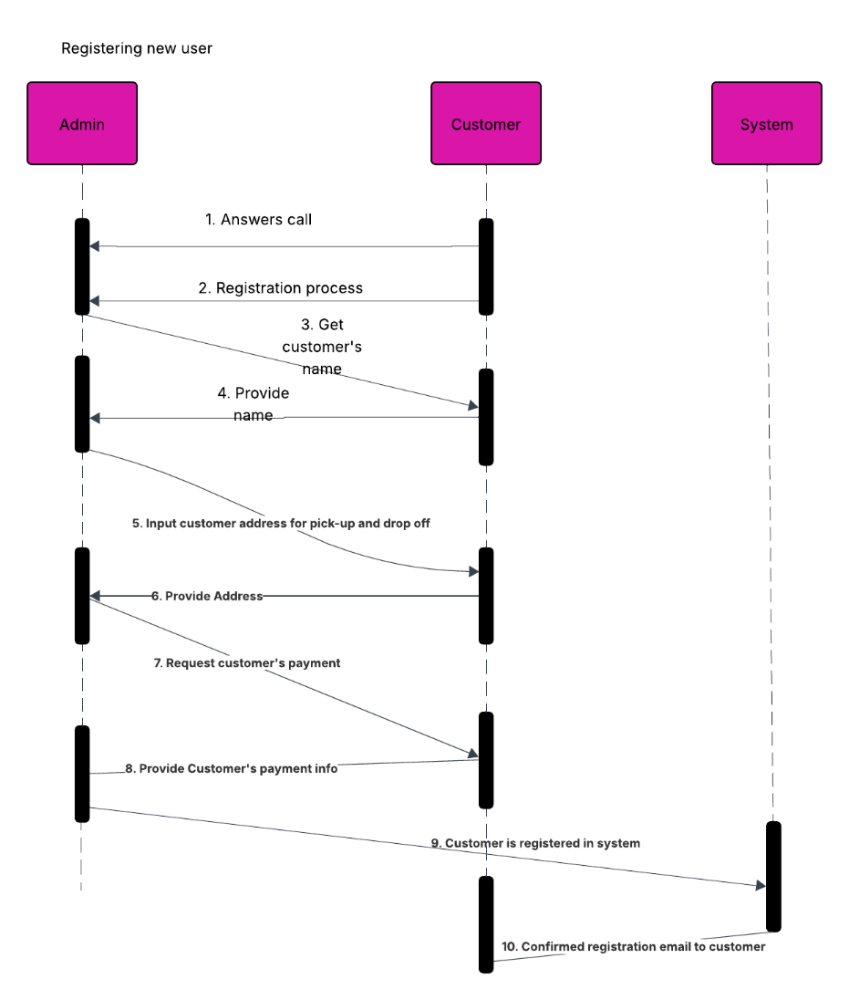 Registering new user
Admin
Customer
System
1. Answers call
2. Registration process
3. Get
customer's
name
4. Provide
name
5. Input customer address for pick-up and drop off
6. Provide Address
7. Request customer's payment
8. Provide Customer's payment info
9. Customer is registered in system
10. Confirmed registration email to customer